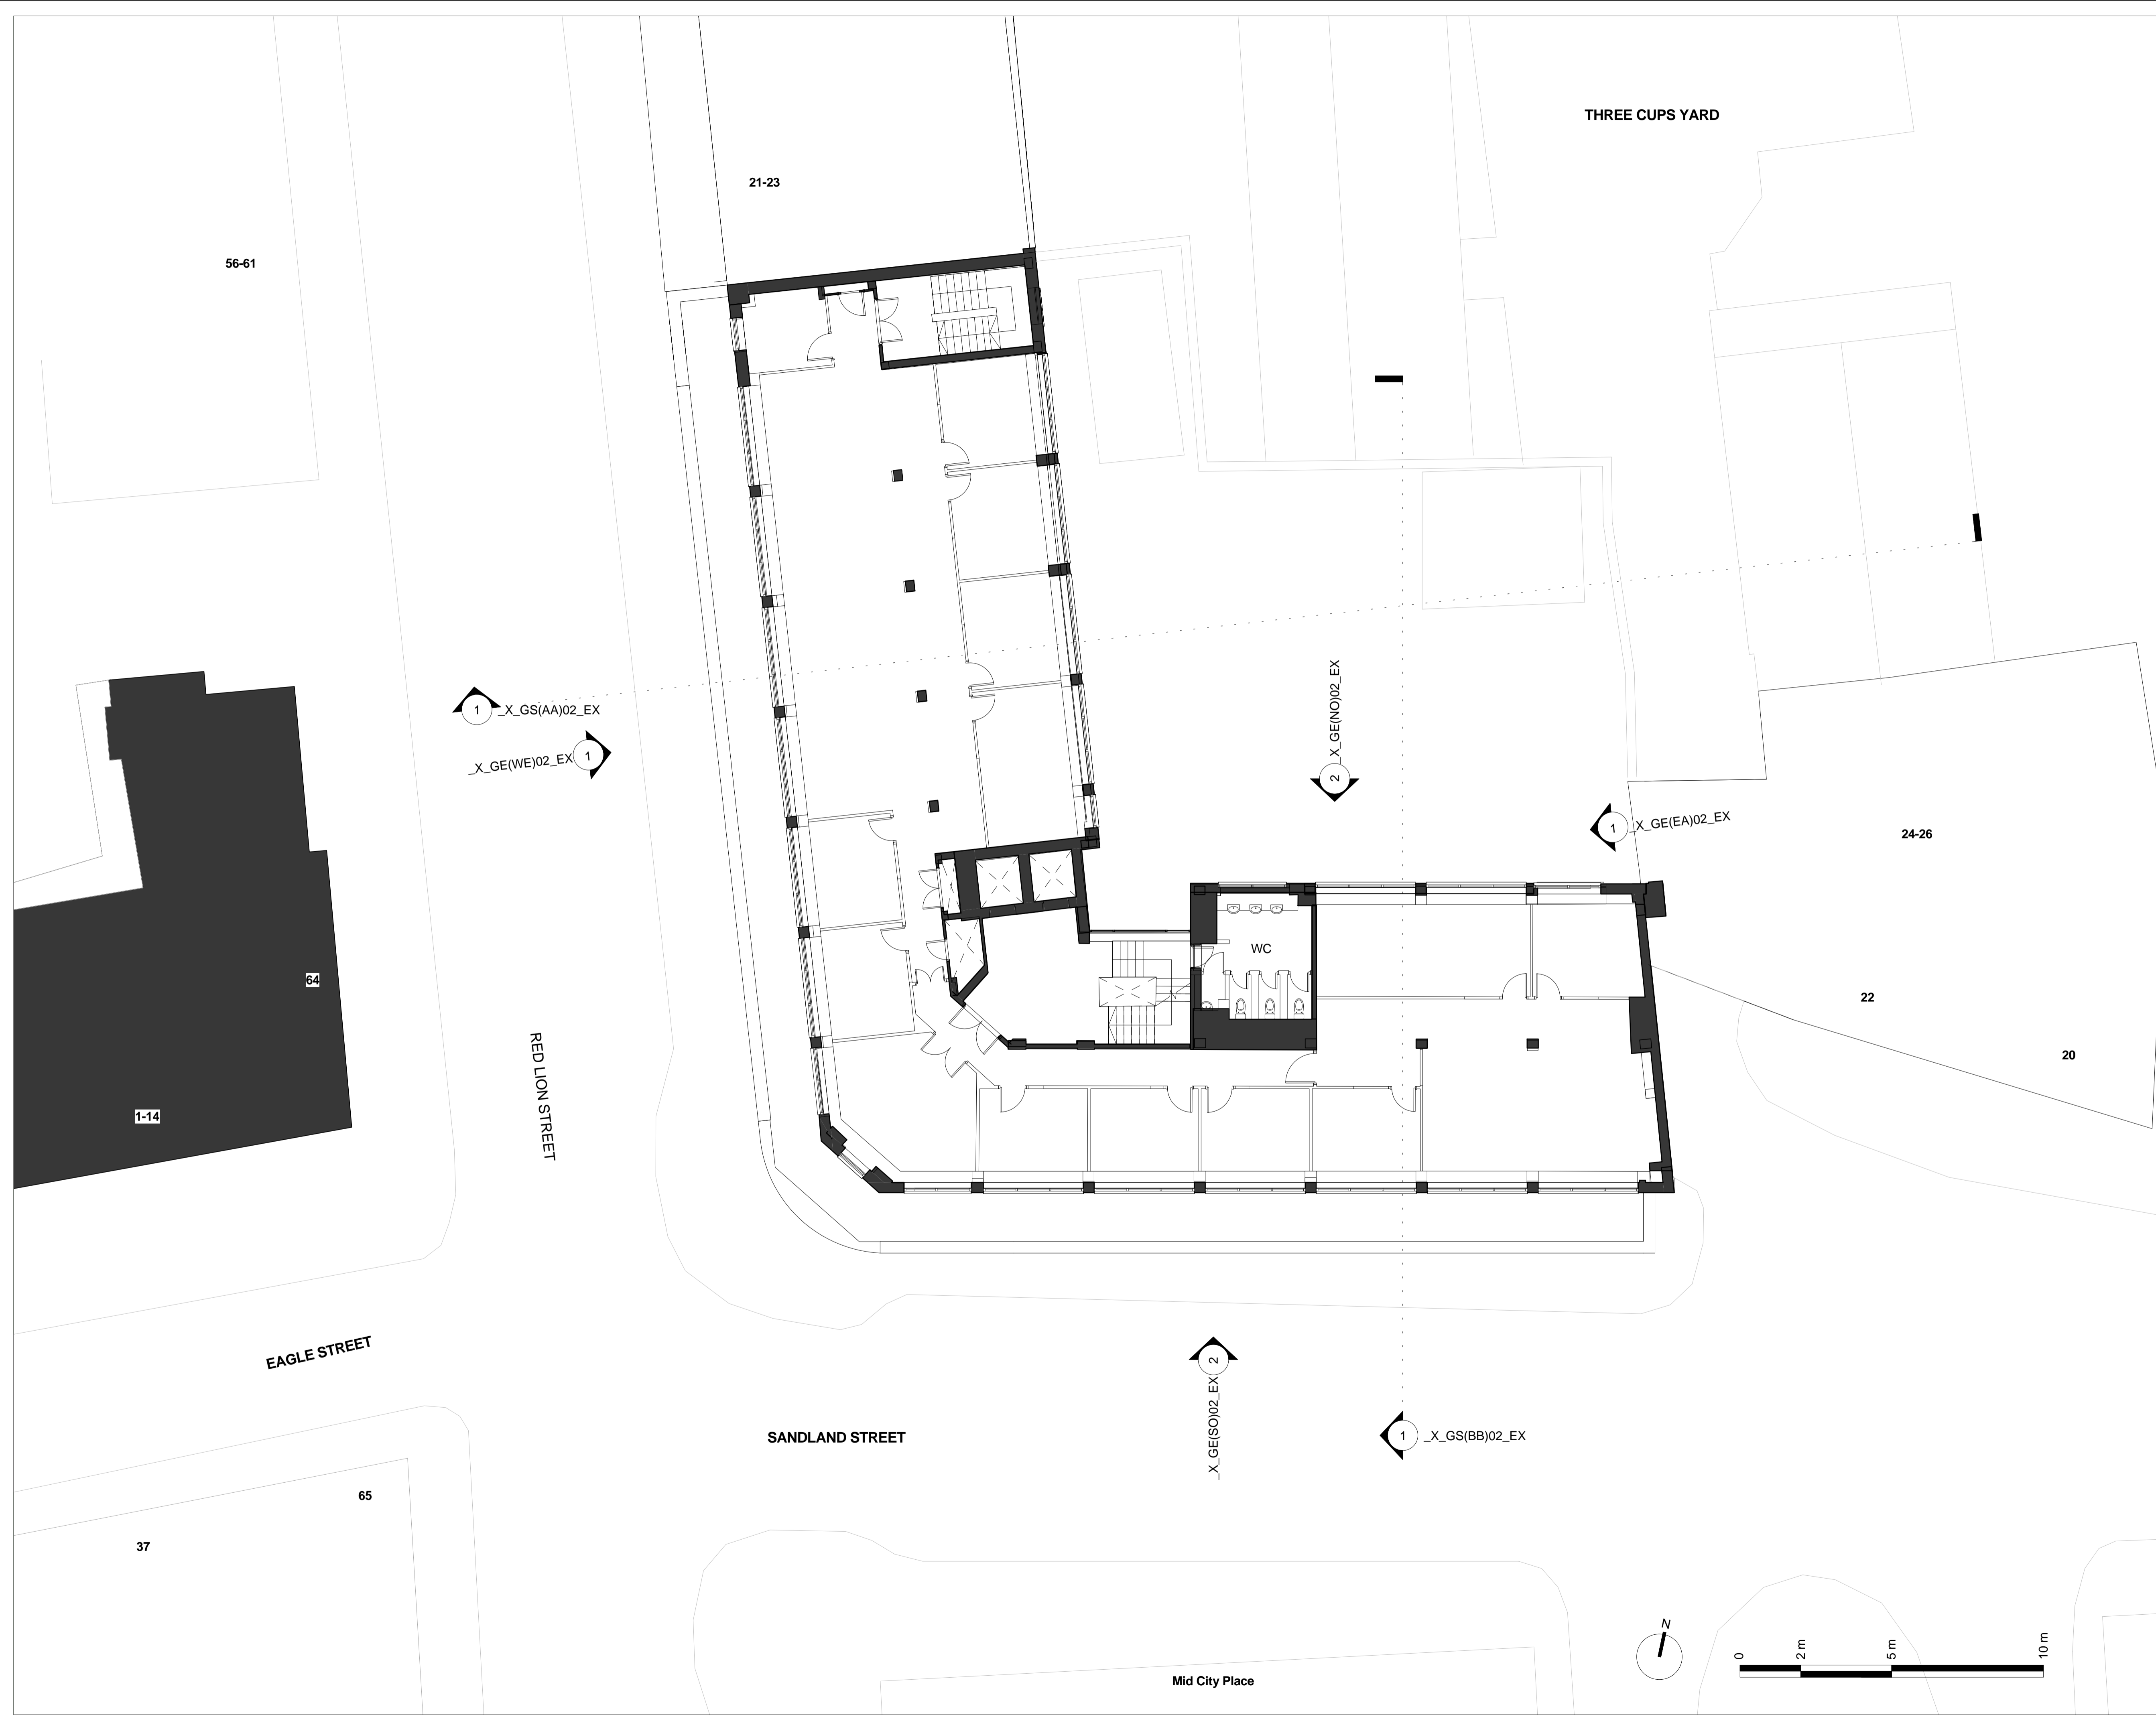 THREE CUPS YARD
21-23
56-61
1
_X_GS(AA)02_EX
_X_GE(WE)02_EX
1
_X_GE(NO)02_EX
2
1
_X_GE(EA)02_EX
24-26
WC
64
22
20
RED LION STREET
1-14
EAGLE STREET
2
_X_GE(SO)02_EX
SANDLAND STREET
1
_X_GS(BB)02_EX
65
37
N
0
2 m
5 m
10 m
Mid City Place